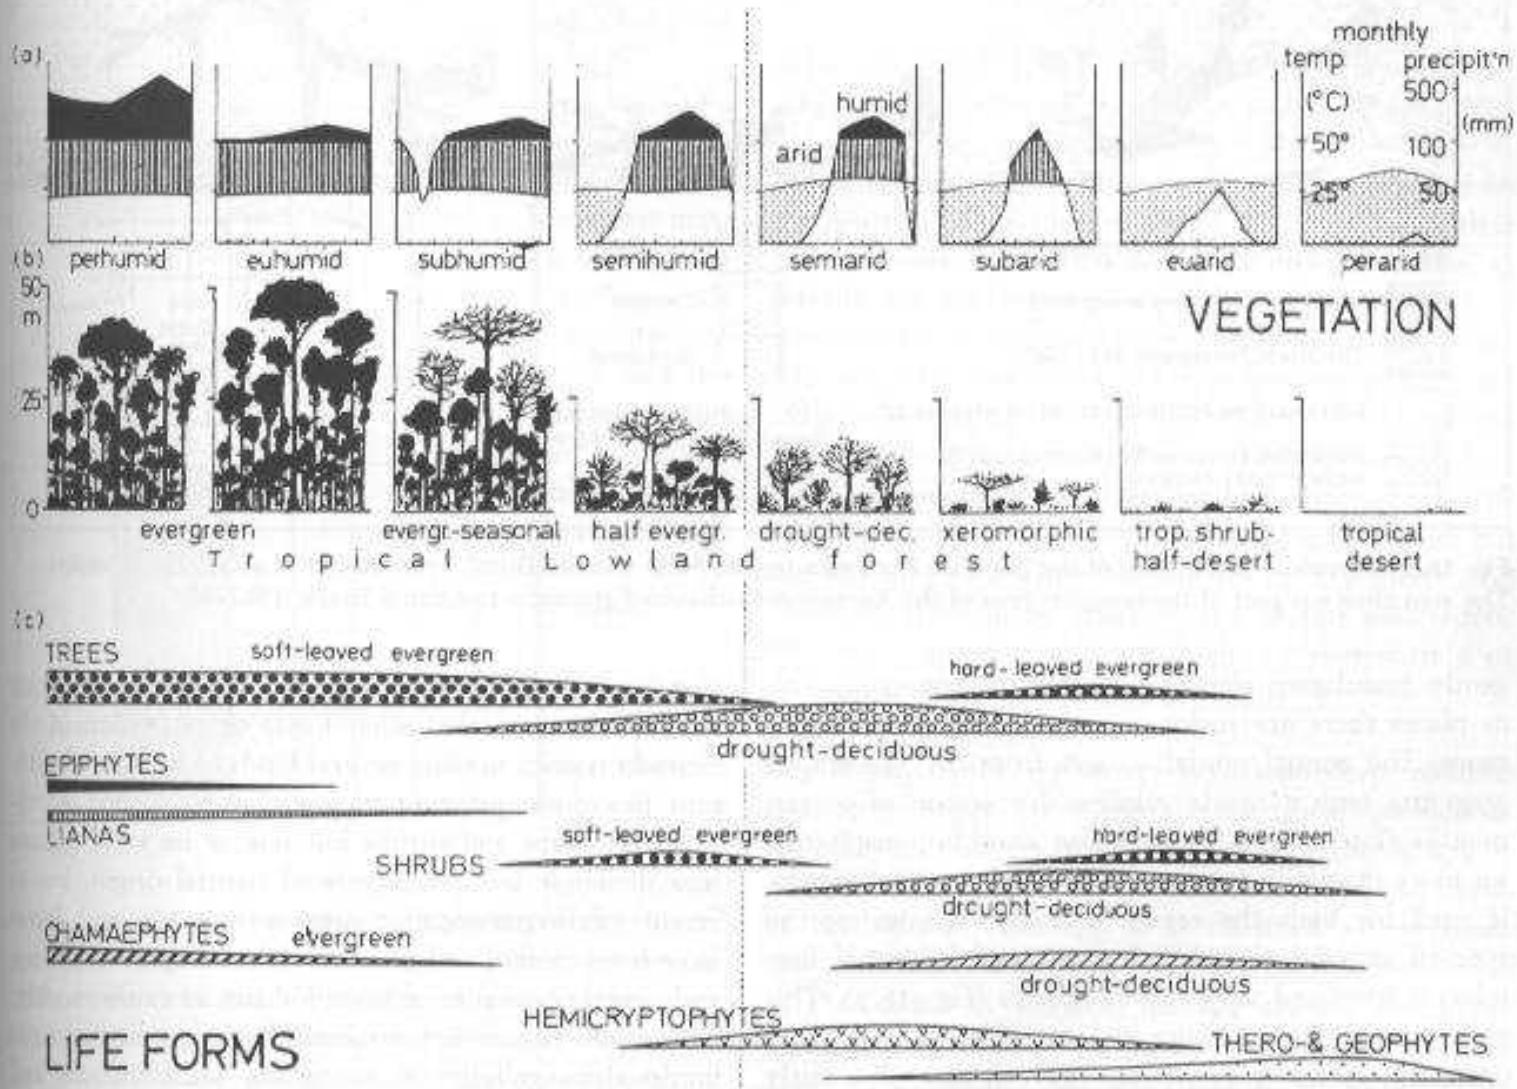 monthly
temp precipit'n
(a)
(°C) 500
humid
(mm)
50° 100
arid
25° 50
perhumid euhumid subhumid semihumid semiarid subarid euarid perarid
(b)
50
m
VEGETATION
25
0
evergreen evergr.-seasonal half evergr. drought-dec. xeromorphic trop. shrub- tropical
half-desert desert
Tropical Lowland forest
(c)
TREES soft-leaved evergreen
hard-leaved evergreen
drought-deciduous
EPIPHYTES
LIANAS
soft-leaved evergreen hard-leaved evergreen
SHRUBS
drought-deciduous
CHAMAEPHYTES evergreen
drought-deciduous
HEMICRYPTOPHYTES
THERO-& GEOPHYTES
LIFE FORMS